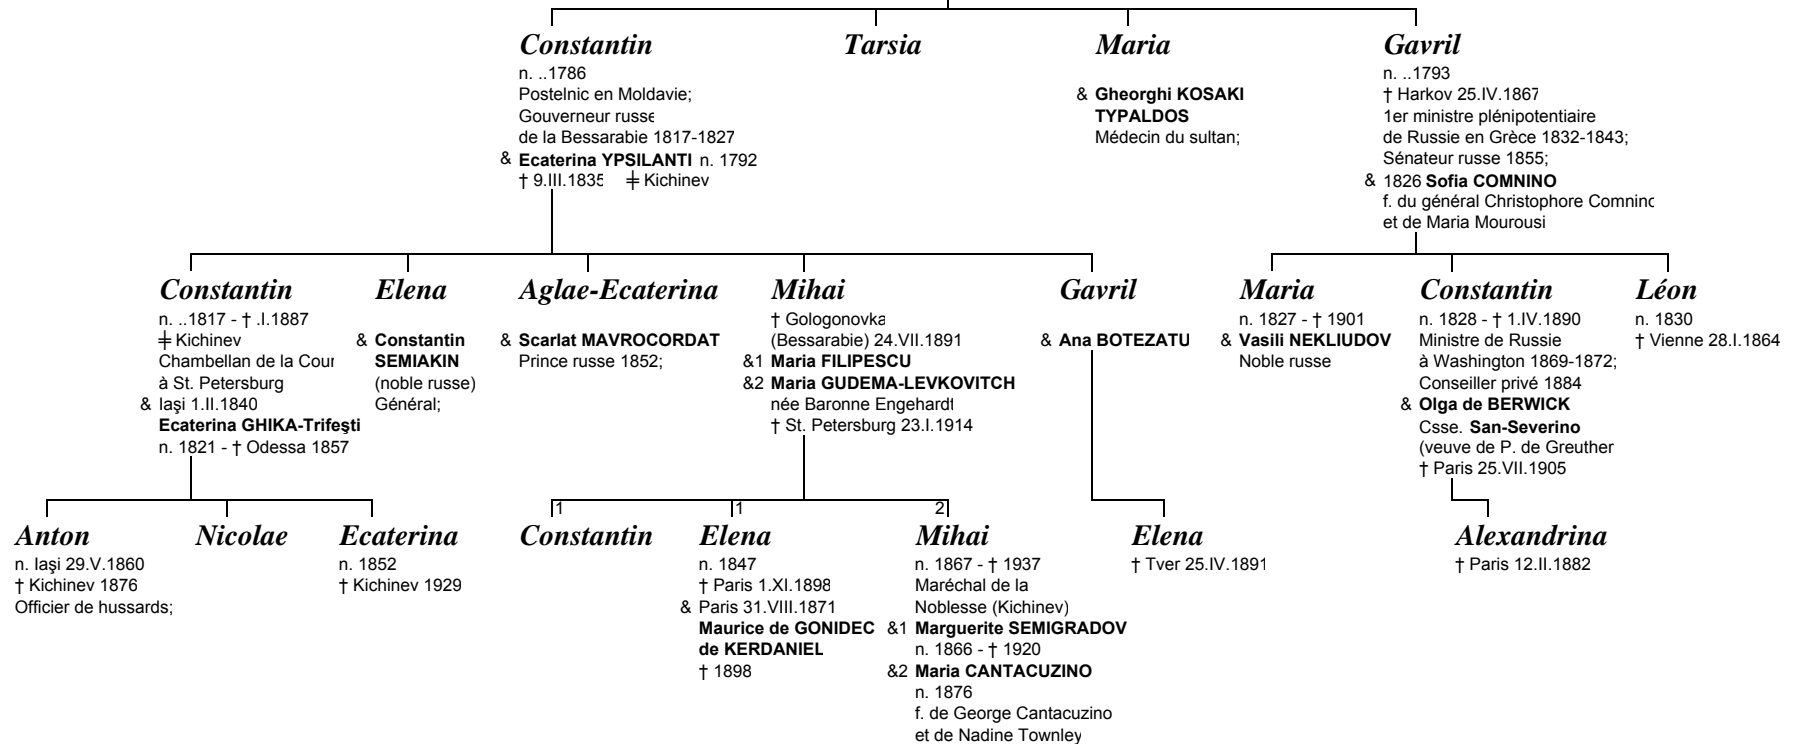 Constantin
n. ..1786
Postelnic en Moldavie;
Gouverneur russe
de la Bessarabie 1817-1827
& Ecaterina YPSILANTI n. 1792
† 9.III.1835 ╪ Kichinev
Tarsia
Maria
& Gheorghi KOSAKI
TYPALDOS
Médecin du sultan;
Gavril
n. ..1793
† Harkov 25.IV.1867
1er ministre plénipotentiaire
de Russie en Grèce 1832-1843;
Sénateur russe 1855;
& 1826 Sofia COMNINO
f. du général Christophore Comnino
et de Maria Mourousi
Constantin
n. ..1817 - † .I.1887
╪ Kichinev
Chambellan de la Cour
à St. Petersburg
& Iaşi 1.II.1840
Ecaterina GHIKA-Trifeşti
n. 1821 - † Odessa 1857
Elena
& Constantin
SEMIAKIN
(noble russe)
Général;
Aglae-Ecaterina
& Scarlat MAVROCORDAT
Prince russe 1852;
Mihai
† Gologonovka
(Bessarabie) 24.VII.1891
&1 Maria FILIPESCU
&2 Maria GUDEMA-LEVKOVITCH
née Baronne Engehardt
† St. Petersburg 23.I.1914
Gavril
& Ana BOTEZATU
Maria
n. 1827 - † 1901
& Vasili NEKLIUDOV
Noble russe
Constantin
n. 1828 - † 1.IV.1890
Ministre de Russie
à Washington 1869-1872;
Conseiller privé 1884
& Olga de BERWICK
Csse. San-Severino
(veuve de P. de Greuther
† Paris 25.VII.1905
Léon
n. 1830
† Vienne 28.I.1864
Anton
n. Iaşi 29.V.1860
† Kichinev 1876
Officier de hussards;
Nicolae
Ecaterina
n. 1852
† Kichinev 1929
1
Constantin
1
Elena
n. 1847
† Paris 1.XI.1898
& Paris 31.VIII.1871
Maurice de GONIDEC
de KERDANIEL
† 1898
2
Mihai
n. 1867 - † 1937
Maréchal de la
Noblesse (Kichinev)
&1 Marguerite SEMIGRADOV
n. 1866 - † 1920
&2 Maria CANTACUZINO
n. 1876
f. de George Cantacuzino
et de Nadine Townley
Elena
† Tver 25.IV.1891
Alexandrina
† Paris 12.II.1882